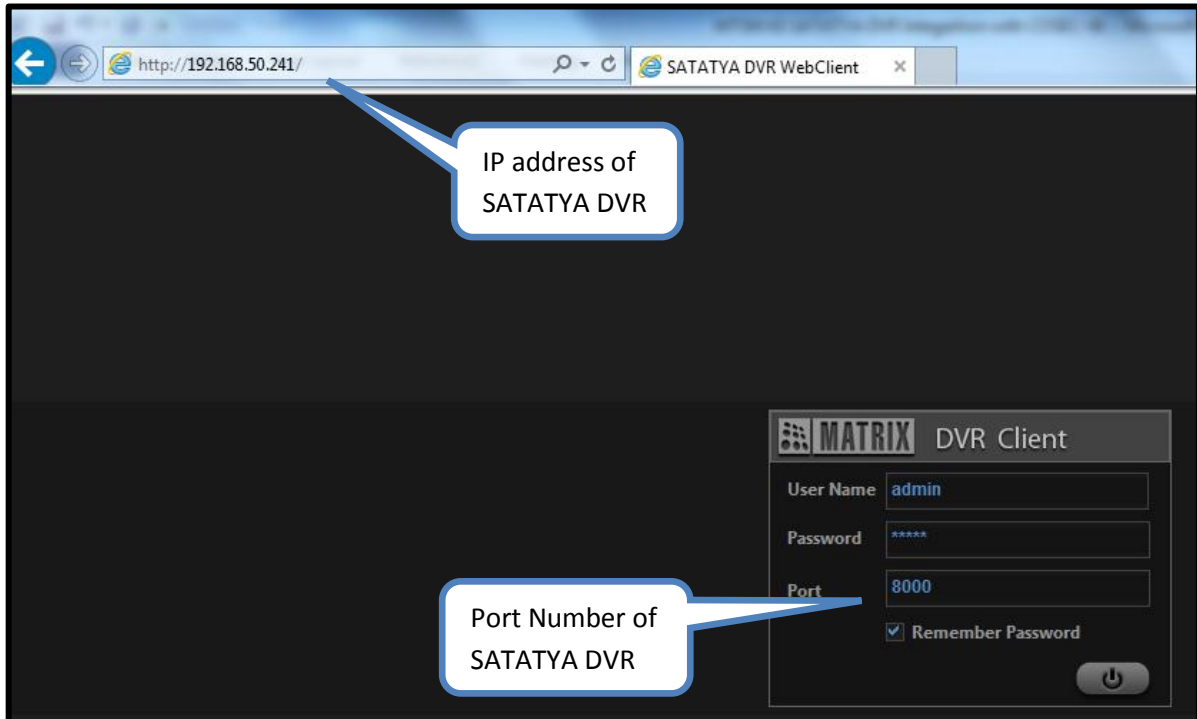 http://192.168.50.241/
SATATYA DVR WebClient
IP address of
SATATYA DVR
MATRIX DVR Client
User Name admin
Password *****
Port 8000
Remember Password
Port Number of
SATATYA DVR